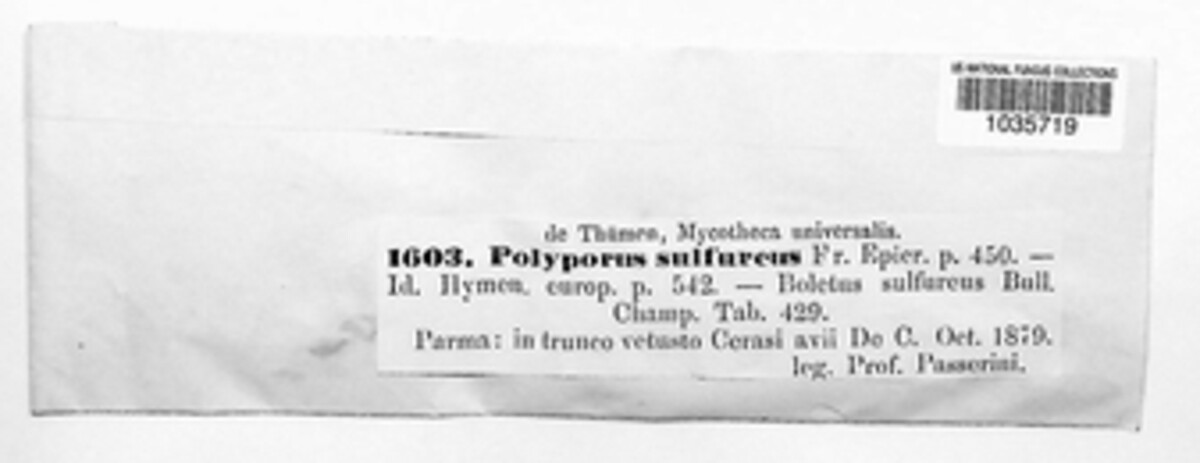 US NATIONAL FUNGUS COLLECTIONS
1035719
de Thümen, Mycotheca universalis.
1603. Polyporus sulfureus Fr. Epicr. p. 450. —
Id. Hymen. europ. p. 542. — Boletus sulfureus Bull.
Champ. Tab. 429.
Parma: in trunco vetusto Cerasi avii De C. Oct. 1879.
leg. Prof. Passerini.